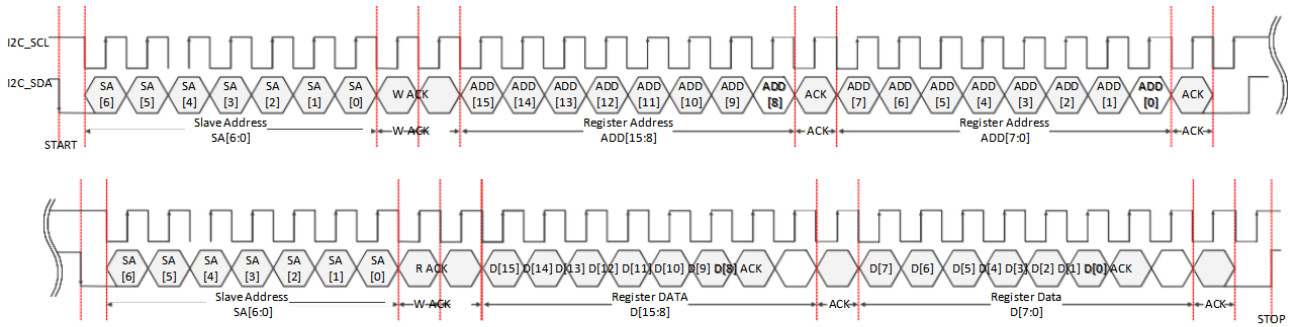 I2C_SCL
I2C_SDA
SA [6] SA [5] SA [4] SA [3] SA [2] SA [1] SA [0] W ACK ADD [15] ADD [14] ADD [13] ADD [12] ADD [11] ADD [10] ADD [9] ADD [8] ACK ADD [7] ADD [6] ADD [5] ADD [4] ADD [3] ADD [2] ADD [1] ADD [0] ACK
START
Slave Address
SA[6:0]
W ACK
Register Address
ADD[15:8]
ACK
Register Address
ADD[7:0]
ACK
SA [6] SA [5] SA [4] SA [3] SA [2] SA [1] SA [0] R ACK D[15] D[14] D[13] D[12] D[11] D[10] D[9] D[8] ACK D[7] D[6] D[5] D[4] D[3] D[2] D[1] D[0] ACK
Slave Address
SA[6:0]
W ACK
Register DATA
D[15:8]
ACK
Register Data
D[7:0]
ACK
STOP